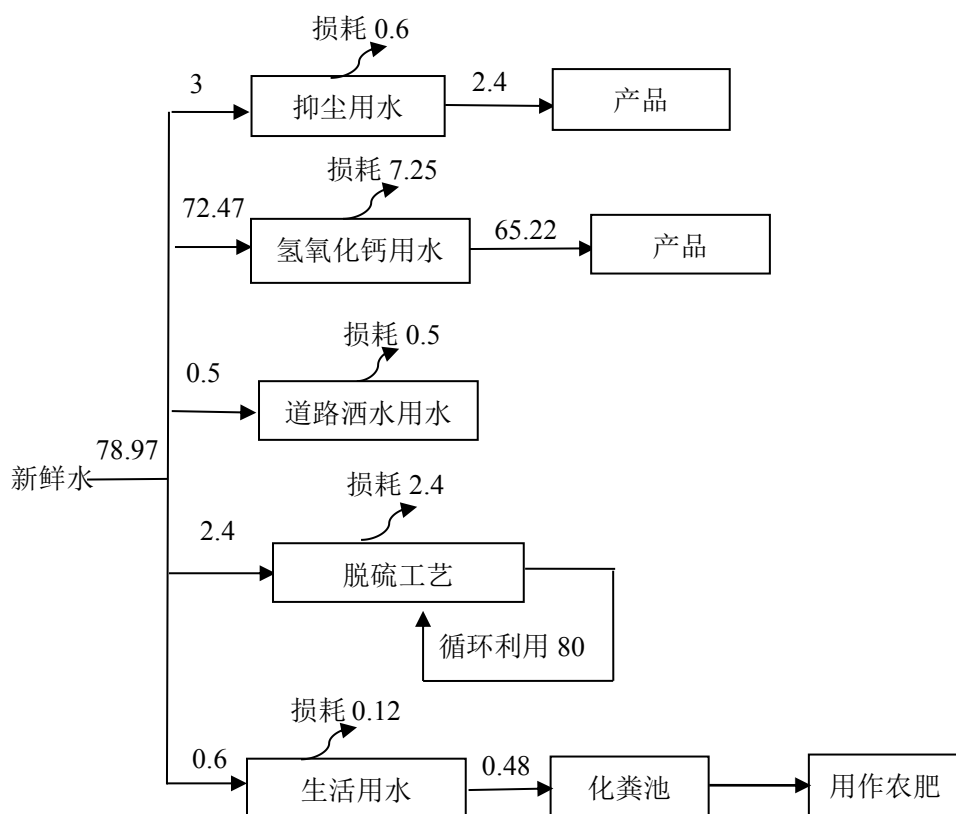 损耗 0.6
3
抑尘用水
2.4
产品
损耗 7.25
72.47
氢氧化钙用水
65.22
产品
损耗 0.5
0.5
道路洒水用水
78.97
新鲜水
损耗 2.4
2.4
脱硫工艺
循环利用 80
损耗 0.12
0.6
生活用水
0.48
化粪池
用作农肥